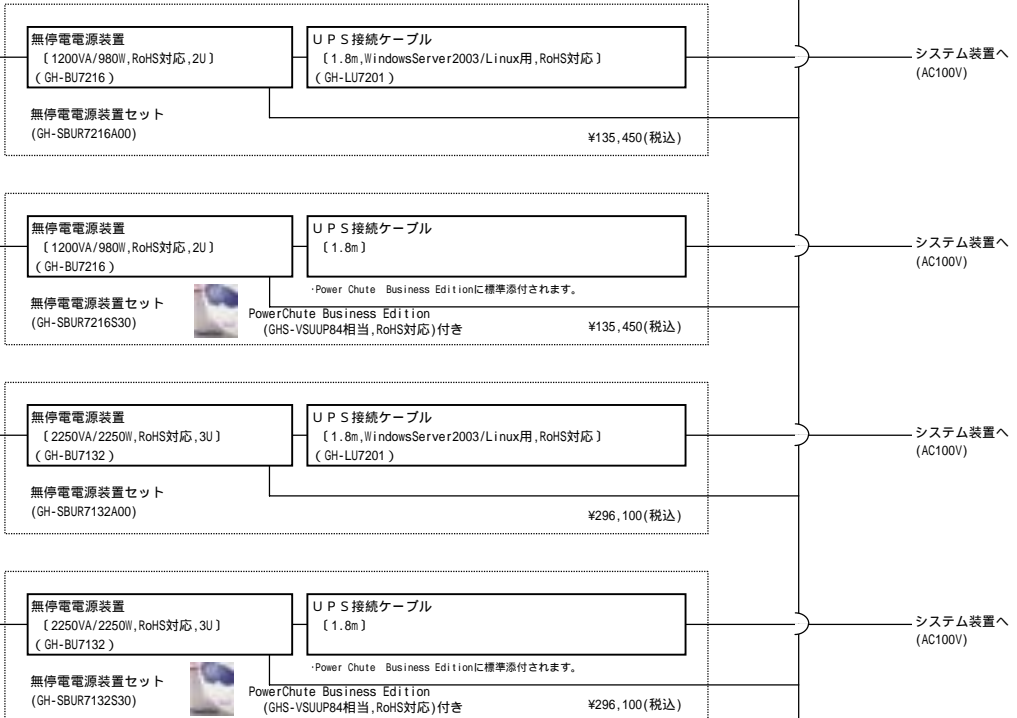 無停電電源装置
〔1200VA/980W,RoHS対応,2U〕
(GH-BU7216)
UPS接続ケーブル
〔1.8m,WindowsServer2003/Linux用,RoHS対応〕
(GH-LU7201)
システム装置へ
(AC100V)
無停電電源装置セット
(GH-SBUR7216A00)
¥135,450(税込)
無停電電源装置
〔1200VA/980W,RoHS対応,2U〕
(GH-BU7216)
UPS接続ケーブル
〔1.8m〕
システム装置へ
(AC100V)
・Power Chute Business Editionに標準添付されます。
無停電電源装置セット
(GH-SBUR7216S30)
PowerChute Business Edition
(GHS-VSUUP84相当,RoHS対応)付き
¥135,450(税込)
無停電電源装置
〔2250VA/2250W,RoHS対応,3U〕
(GH-BU7132)
UPS接続ケーブル
〔1.8m,WindowsServer2003/Linux用,RoHS対応〕
(GH-LU7201)
システム装置へ
(AC100V)
無停電電源装置セット
(GH-SBUR7132A00)
¥296,100(税込)
無停電電源装置
〔2250VA/2250W,RoHS対応,3U〕
(GH-BU7132)
UPS接続ケーブル
〔1.8m〕
システム装置へ
(AC100V)
・Power Chute Business Editionに標準添付されます。
無停電電源装置セット
(GH-SBUR7132S30)
PowerChute Business Edition
(GHS-VSUUP84相当,RoHS対応)付き
¥296,100(税込)